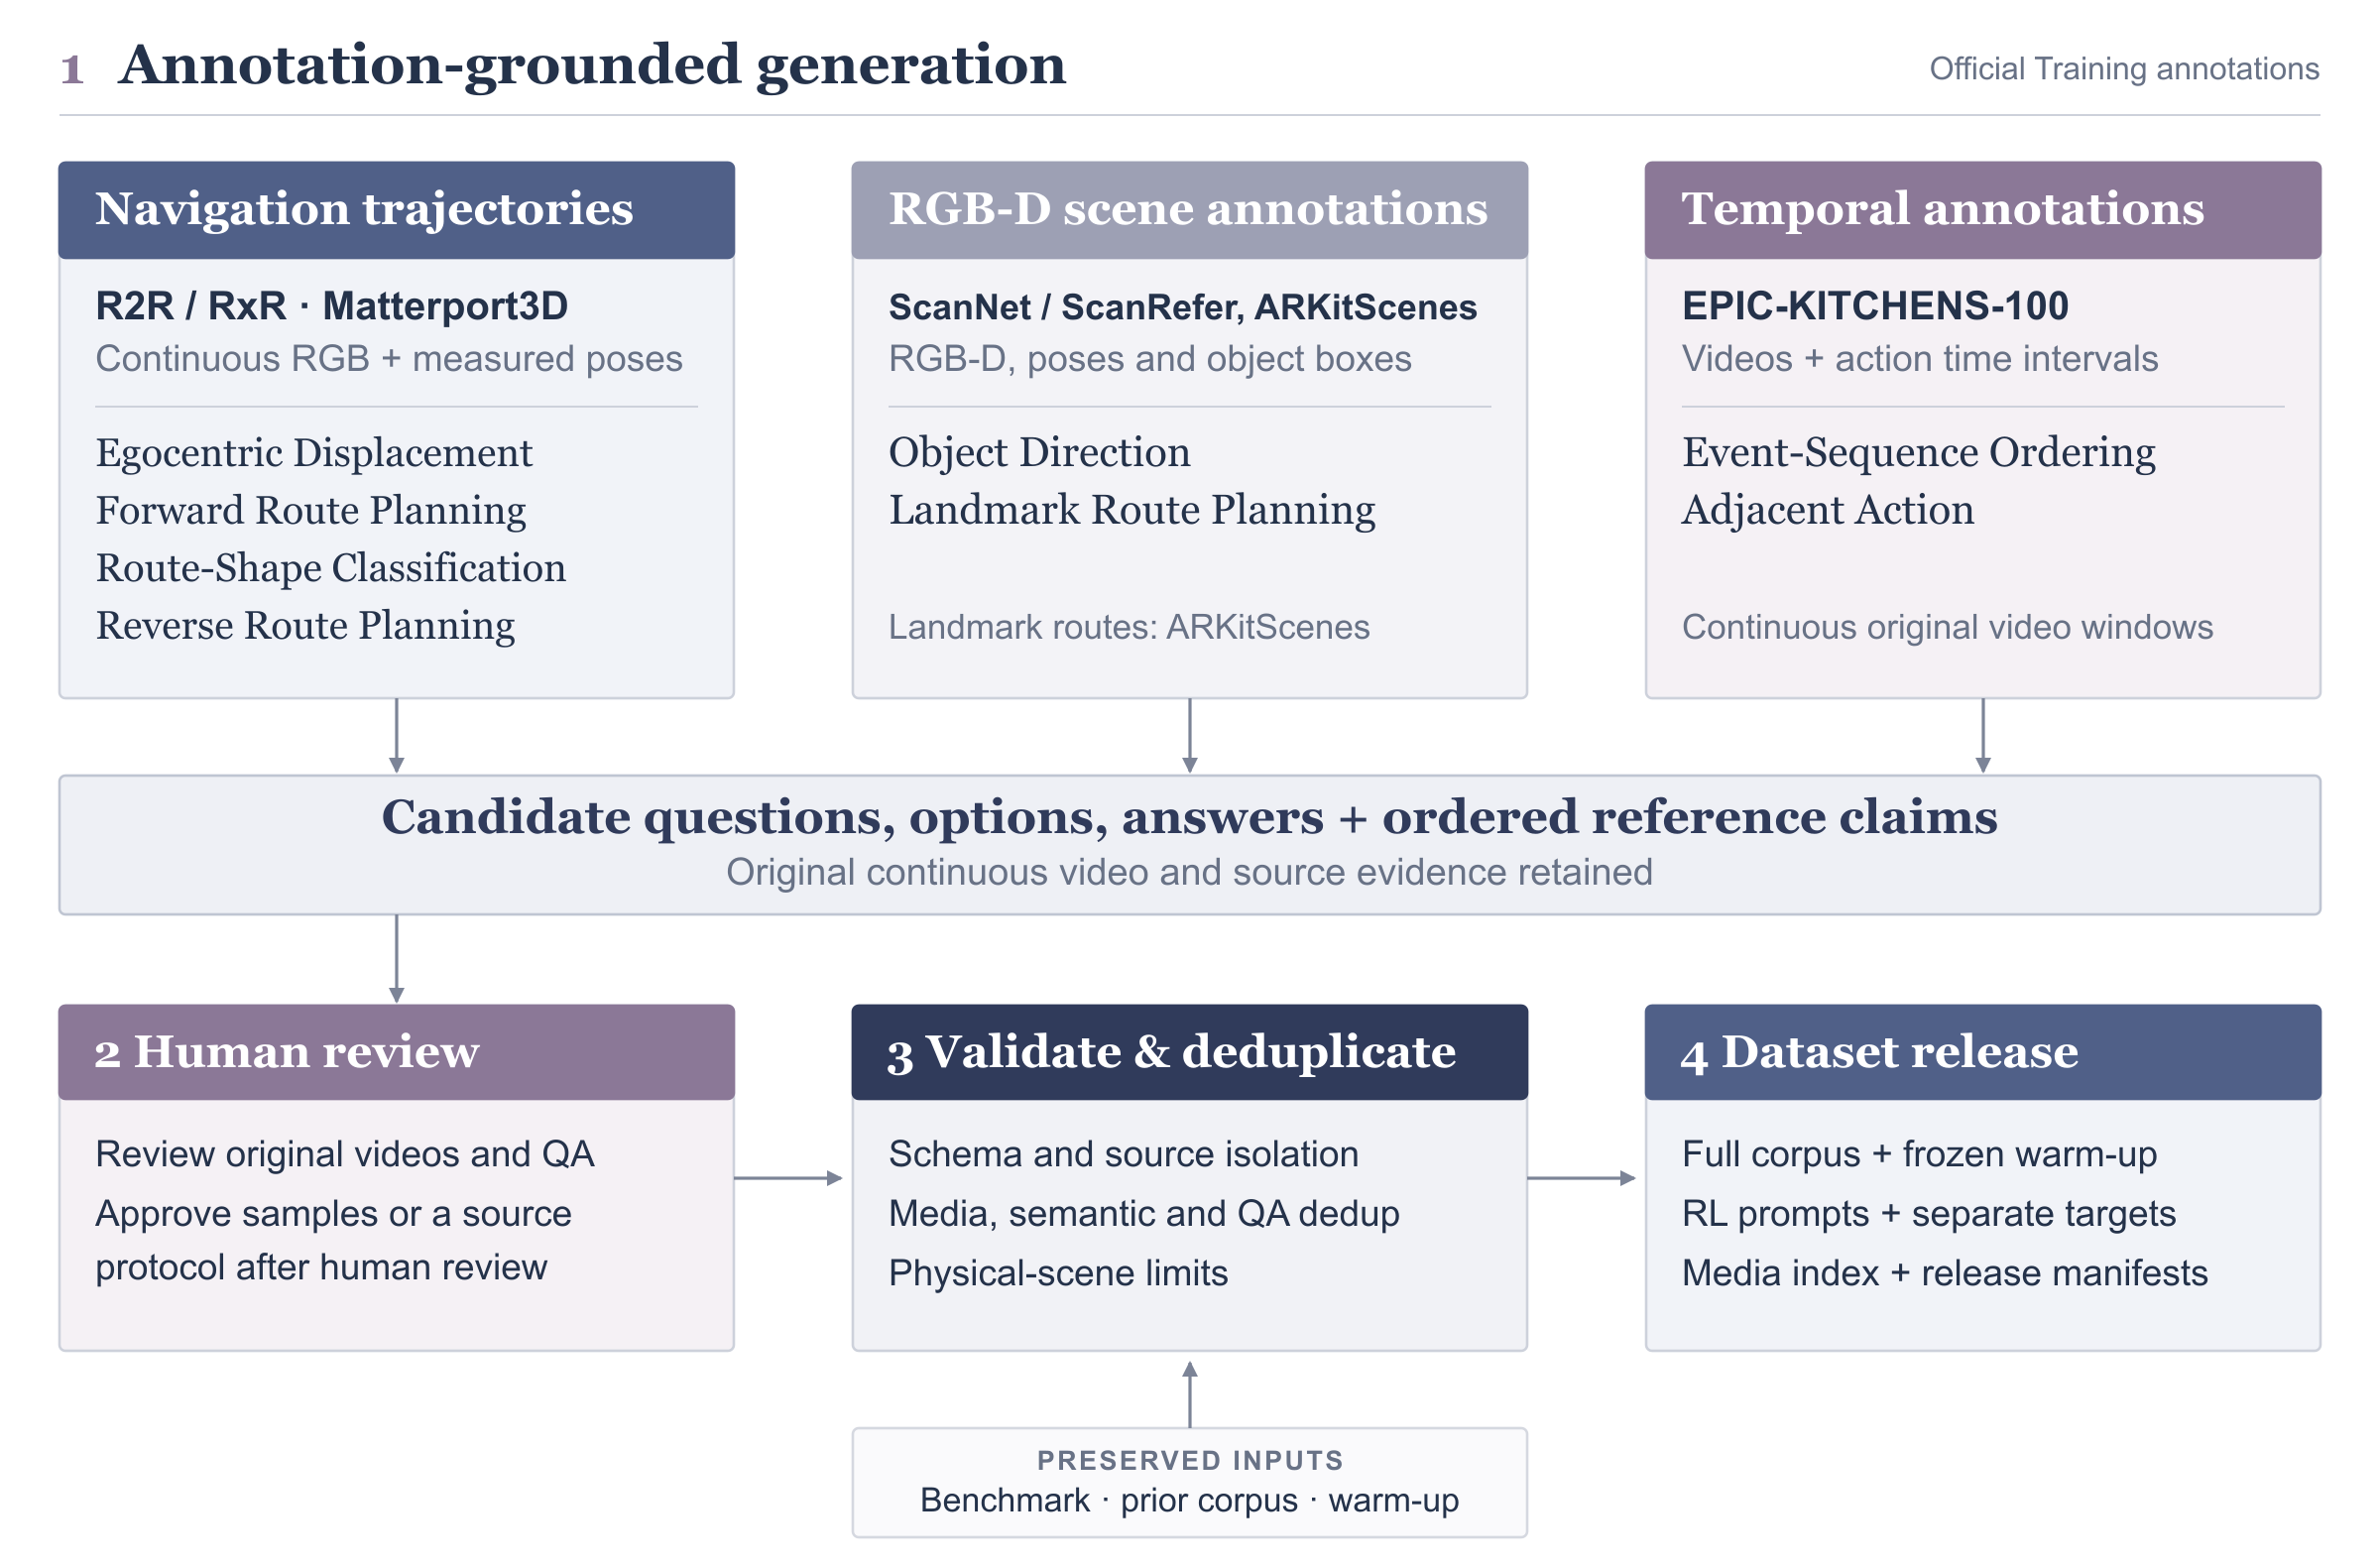 1 Annotation-grounded generation
Official Training annotations
Navigation trajectories
R2R / RxR · Matterport3D
Continuous RGB + measured poses
Egocentric Displacement
Forward Route Planning
Route-Shape Classification
Reverse Route Planning
RGB-D scene annotations
ScanNet / ScanRefer, ARKitScenes
RGB-D, poses and object boxes
Object Direction
Landmark Route Planning
Landmark routes: ARKitScenes
Temporal annotations
EPIC-KITCHENS-100
Videos + action time intervals
Event-Sequence Ordering
Adjacent Action
Continuous original video windows
Candidate questions, options, answers + ordered reference claims
Original continuous video and source evidence retained
2 Human review
Review original videos and QA
Approve samples or a source
protocol after human review
3 Validate & deduplicate
Schema and source isolation
Media, semantic and QA dedup
Physical-scene limits
4 Dataset release
Full corpus + frozen warm-up
RL prompts + separate targets
Media index + release manifests
PRESERVED INPUTS
Benchmark · prior corpus · warm-up